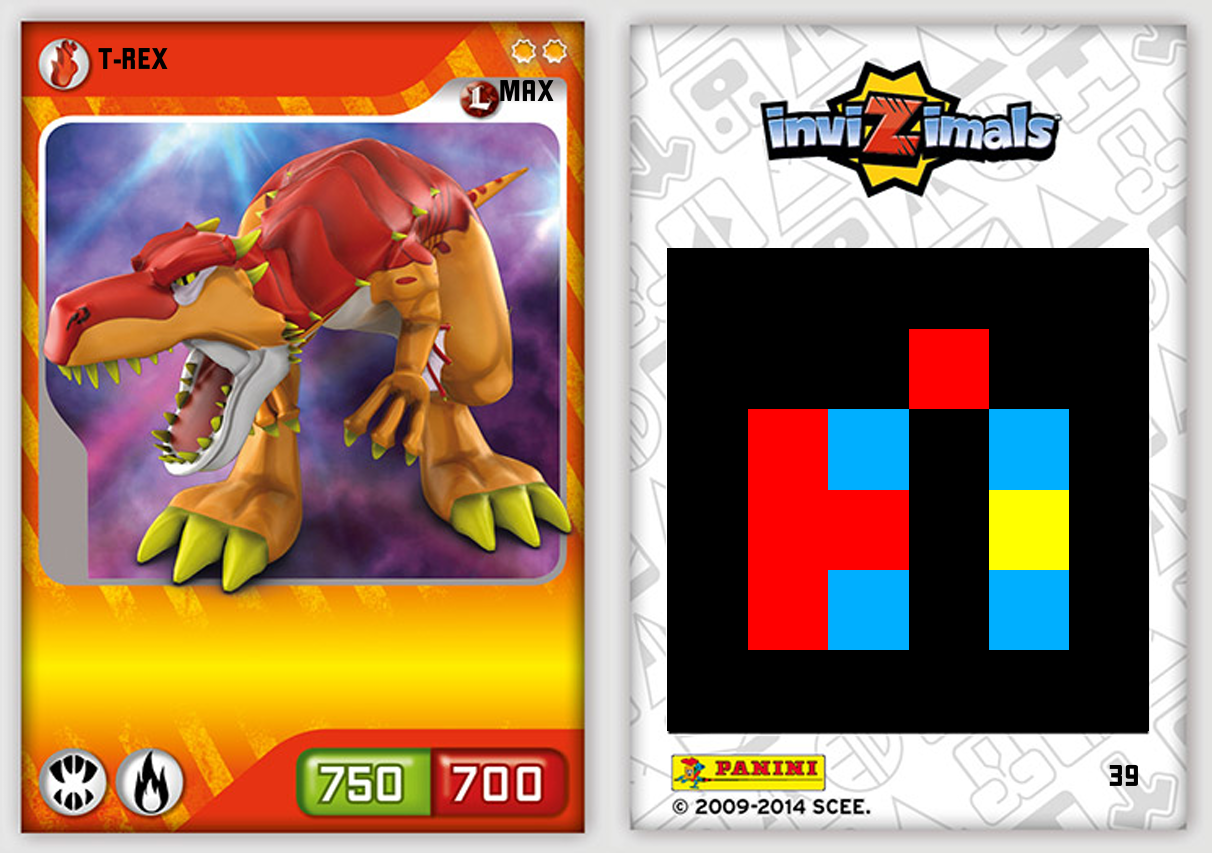 T-REX
L MAX
750 700
inviZimals
PANINI
© 2009-2014 SCEE.
39